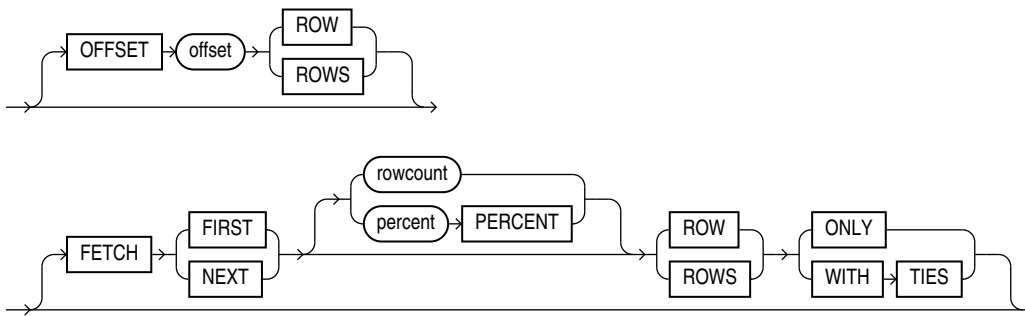 OFFSET offset ROW
ROWS
rowcount
percent PERCENT
FETCH FIRST ROW ONLY
NEXT ROWS WITH TIES